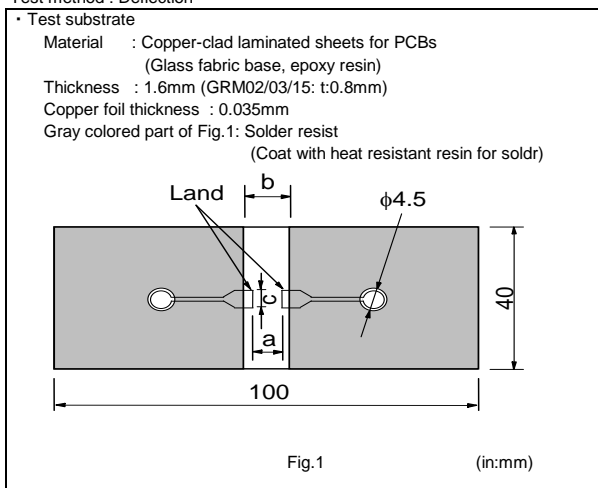 Test method : Deflection
・Test substrate
Material : Copper-clad laminated sheets for PCBs
(Glass fabric base, epoxy resin)
Thickness : 1.6mm (GRM02/03/15: t:0.8mm)
Copper foil thickness : 0.035mm
Gray colored part of Fig.1: Solder resist
(Coat with heat resistant resin for soldr)
Land
b
ϕ4.5
c
a
40
100
Fig.1 (in:mm)